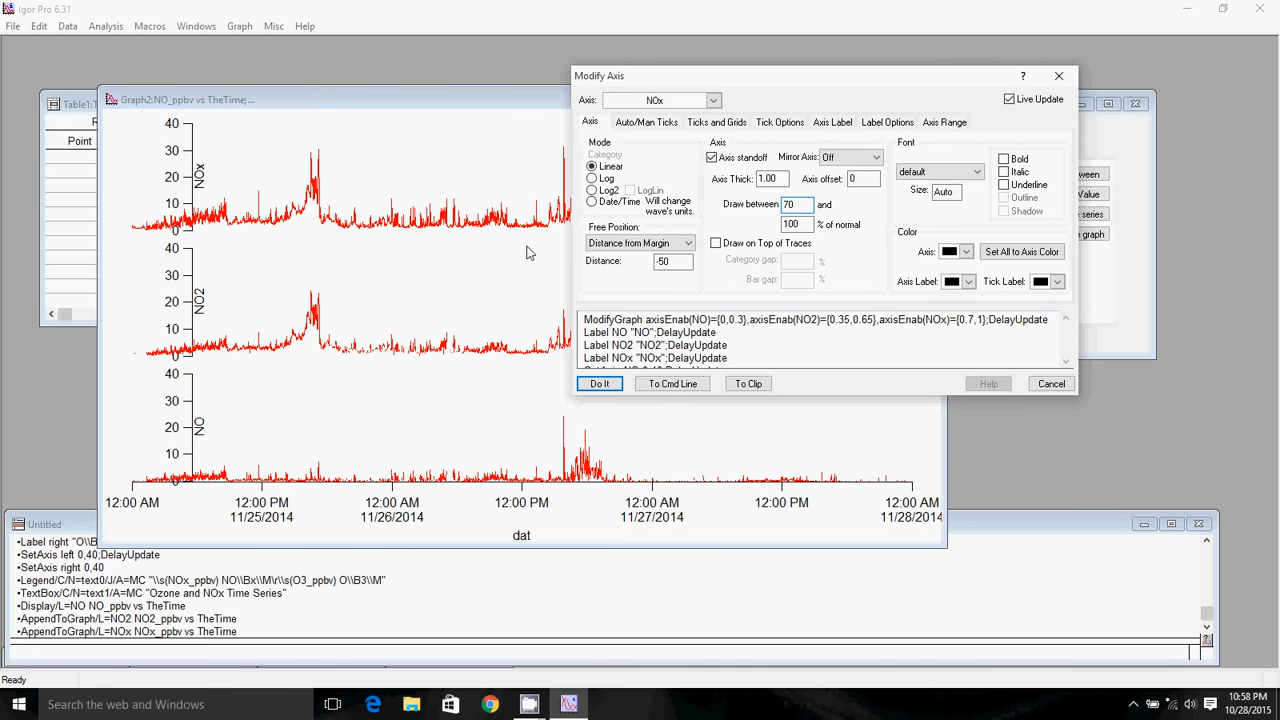 Igor Pro 6.31
File Edit Data Analysis Macros Windows Graph Misc Help
Table1:T
R
Point
Graph2:NO_ppbv vs TheTime;...
40
30
20
10
0
NOx
40
30
20
10
0
NO2
40
30
20
10
0
NO
12:00 AM 12:00 PM 12:00 AM 12:00 PM 12:00 AM 12:00 PM 12:00 AM
11/25/2014 11/26/2014 11/27/2014 11/28/2014
dat
Modify Axis ?
Axis: NOx Live Update
Axis Auto/Man Ticks Ticks and Grids Tick Options Axis Label Label Options Axis Range
Mode
Category
Linear
Log
Log2 LogLin
Date/Time Will change wave's units.
Free Position:
Distance from Margin
Distance: -50
Axis
Axis standoff Mirror Axis: Off
Axis Thick: 1.00 Axis offset: 0
Draw between 70 and
100 % of normal
Draw on Top of Traces
Category gap: %
Bar gap: %
Font
default
Size: Auto
Bold
Italic
Underline
Outline
Shadow
Color
Axis: Set All to Axis Color
Axis Label: Tick Label:
ModifyGraph axisEnab(NO)={0,0.3},axisEnab(NO2)={0.35,0.65},axisEnab(NOx)={0.7,1};DelayUpdate
Label NO "NO";DelayUpdate
Label NO2 "NO2";DelayUpdate
Label NOx "NOx";DelayUpdate
Do It To Cmd Line To Clip Help Cancel
ween
Value
e series
e graph
Untitled
•Label right "O\\B
•SetAxis left 0,40;DelayUpdate
•SetAxis right 0,40
•Legend/C/N=text0/J/A=MC "\\s(NOx_ppbv) NO\\Bx\\M\r\\s(O3_ppbv) O\\B3\\M"
•TextBox/C/N=text1/A=MC "Ozone and NOx Time Series"
•Display/L=NO NO_ppbv vs TheTime
•AppendToGraph/L=NO2 NO2_ppbv vs TheTime
•AppendToGraph/L=NOx NOx_ppbv vs TheTime
Ready
Search the web and Windows
10:58 PM
10/28/2015